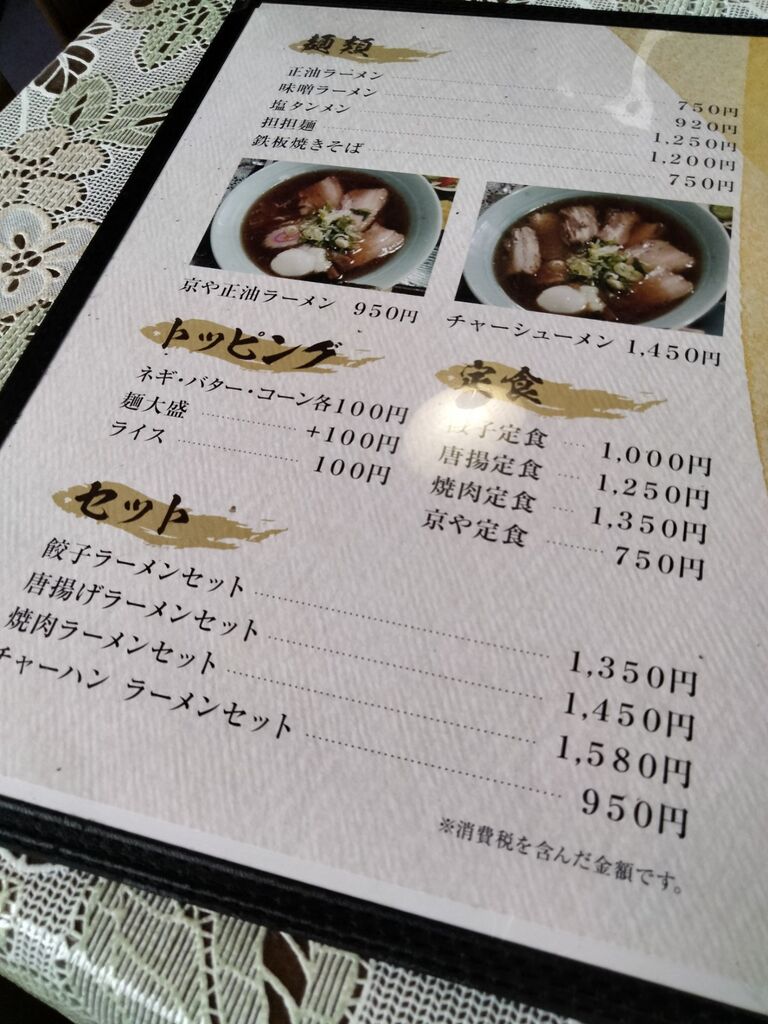 麺類
正油ラーメン 750円
味噌ラーメン 920円
塩タンメン 1,250円
担担麺 1,200円
鉄板焼きそば 750円
京や正油ラーメン 950円
チャーシューメン 1,450円
トッピング
ネギ・バター・コーン各100円
麺大盛 +100円
ライス 100円
定食
餃子定食 1,000円
唐揚定食 1,250円
焼肉定食 1,350円
京や定食 750円
セット
餃子ラーメンセット 1,350円
唐揚げラーメンセット 1,450円
焼肉ラーメンセット 1,580円
チャーハン ラーメンセット 950円
※消費税を含んだ金額です。